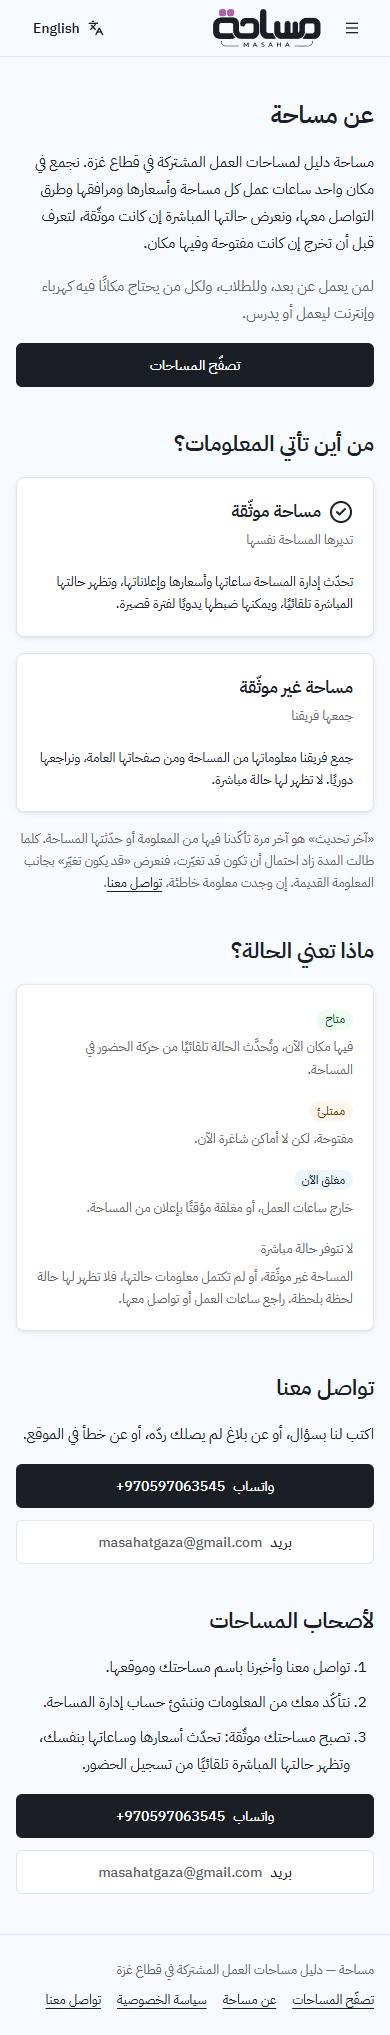 English
مساحة
MASAHA
عن مساحة
مساحة دليل لمساحات العمل المشتركة في قطاع غزة. نجمع في
مكان واحد ساعات عمل كل مساحة وأسعارها ومرافقها وطرق
التواصل معها، ونعرض حالتها المباشرة إن كانت موثّقة، لتعرف
قبل أن تخرج إن كانت مفتوحة وفيها مكان.
لمن يعمل عن بعد، وللطلاب، ولكل من يحتاج مكانًا فيه كهرباء
وإنترنت ليعمل أو يدرس.
تصفّح المساحات
من أين تأتي المعلومات؟
مساحة موثّقة
تديرها المساحة نفسها
تحدّث إدارة المساحة ساعاتها وأسعارها وإعلاناتها، وتظهر حالتها
المباشرة تلقائيًا، ويمكنها ضبطها يدويًا لفترة قصيرة.
مساحة غير موثّقة
جمعها فريقنا
جمع فريقنا معلوماتها من المساحة ومن صفحاتها العامة، ونراجعها
دوريًا. لا تظهر لها حالة مباشرة.
«آخر تحديث» هو آخر مرة تأكّدنا فيها من المعلومة أو حدّثتها المساحة. كلما
طالت المدة زاد احتمال أن تكون قد تغيّرت، فنعرض «قد يكون تغيّر» بجانب
المعلومة القديمة. إن وجدت معلومة خاطئة، تواصل معنا.
ماذا تعني الحالة؟
متاح
فيها مكان الآن، وتُحدَّث الحالة تلقائيًا من حركة الحضور في
المساحة.
ممتلئ
مفتوحة، لكن لا أماكن شاغرة الآن.
مغلق الآن
خارج ساعات العمل، أو مغلقة مؤقتًا بإعلان من المساحة.
لا تتوفر حالة مباشرة
المساحة غير موثّقة، أو لم تكتمل معلومات حالتها، فلا تظهر لها حالة
لحظة بلحظة. راجع ساعات العمل أو تواصل معها.
تواصل معنا
اكتب لنا بسؤال، أو عن بلاغ لم يصلك ردّه، أو عن خطأ في الموقع.
واتساب +970597063545
بريد masahatgaza@gmail.com
لأصحاب المساحات
1. تواصل معنا وأخبرنا باسم مساحتك وموقعها.
2. نتأكّد معك من المعلومات وننشئ حساب إدارة المساحة.
3. تصبح مساحتك موثّقة: تحدّث أسعارها وساعاتها بنفسك،
وتظهر حالتها المباشرة تلقائيًا من تسجيل الحضور.
واتساب +970597063545
بريد masahatgaza@gmail.com
مساحة — دليل مساحات العمل المشتركة في قطاع غزة
تصفّح المساحات عن مساحة سياسة الخصوصية تواصل معنا